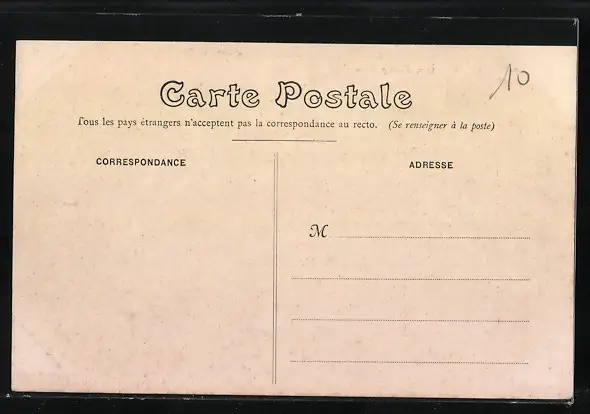 10
Carte Postale
Tous les pays étrangers n'acceptent pas la correspondance au recto. (Se renseigner à la poste)
CORRESPONDANCE
ADRESSE
M